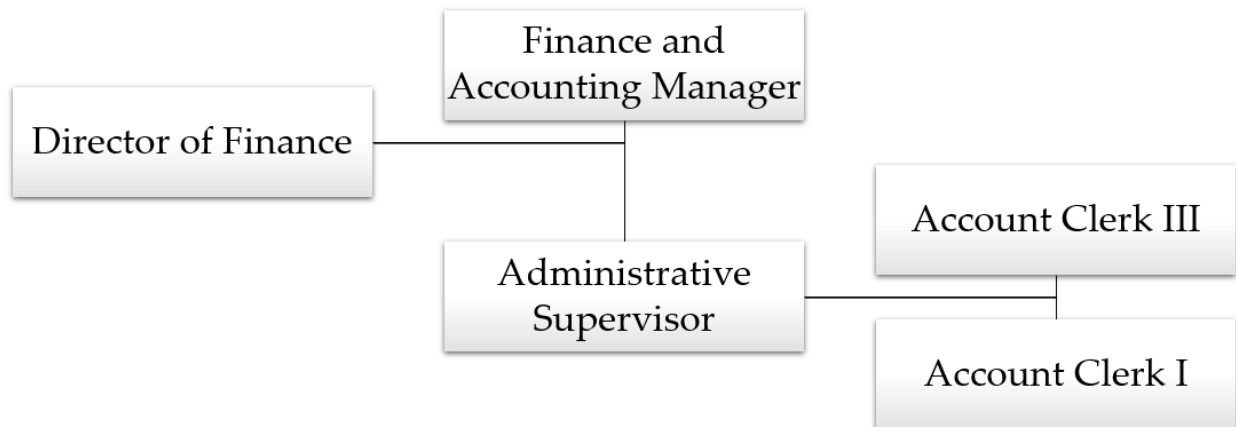 Finance and
Accounting Manager
Director of Finance
Account Clerk III
Administrative
Supervisor
Account Clerk I